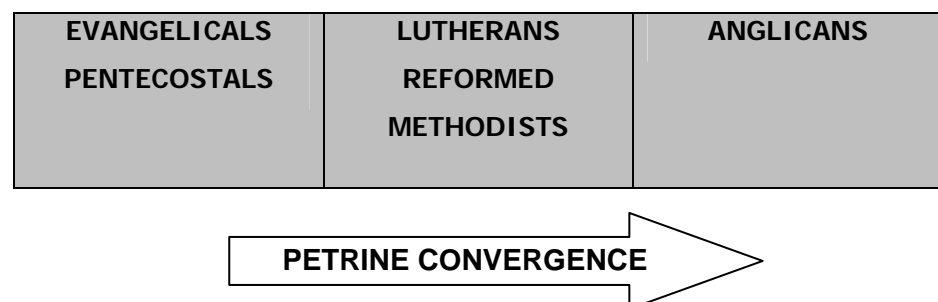 EVANGELICALS
PENTECOSTALS
LUTHERANS
REFORMED
METHODISTS
ANGLICANS
PETRINE CONVERGENCE